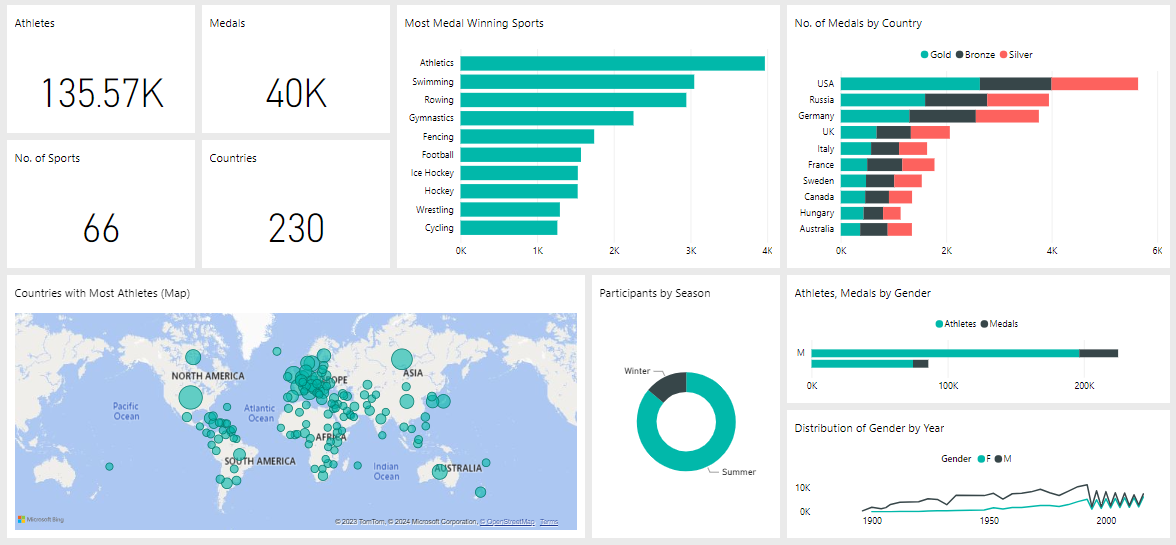 Athletes
135.57K
Medals
40K
No. of Sports
66
Countries
230
Most Medal Winning Sports
Athletics
Swimming
Rowing
Gymnastics
Fencing
Football
Ice Hockey
Hockey
Wrestling
Cycling
0K 1K 2K 3K 4K
No. of Medals by Country
Gold Bronze Silver
USA
Russia
Germany
UK
Italy
France
Sweden
Canada
Hungary
Australia
0K 2K 4K 6K
Countries with Most Athletes (Map)
NORTH AMERICA
ASIA
Pacific
Ocean
Atlantic
Ocean
AFRICA
SOUTH AMERICA
Indian
Ocean
AUSTRALIA
Microsoft Bing
© 2023 TomTom, © 2024 Microsoft Corporation, © OpenStreetMap Terms
Participants by Season
Winter
Summer
Athletes, Medals by Gender
Athletes Medals
M
0K 100K 200K
Distribution of Gender by Year
Gender F M
10K
0K
1900 1950 2000